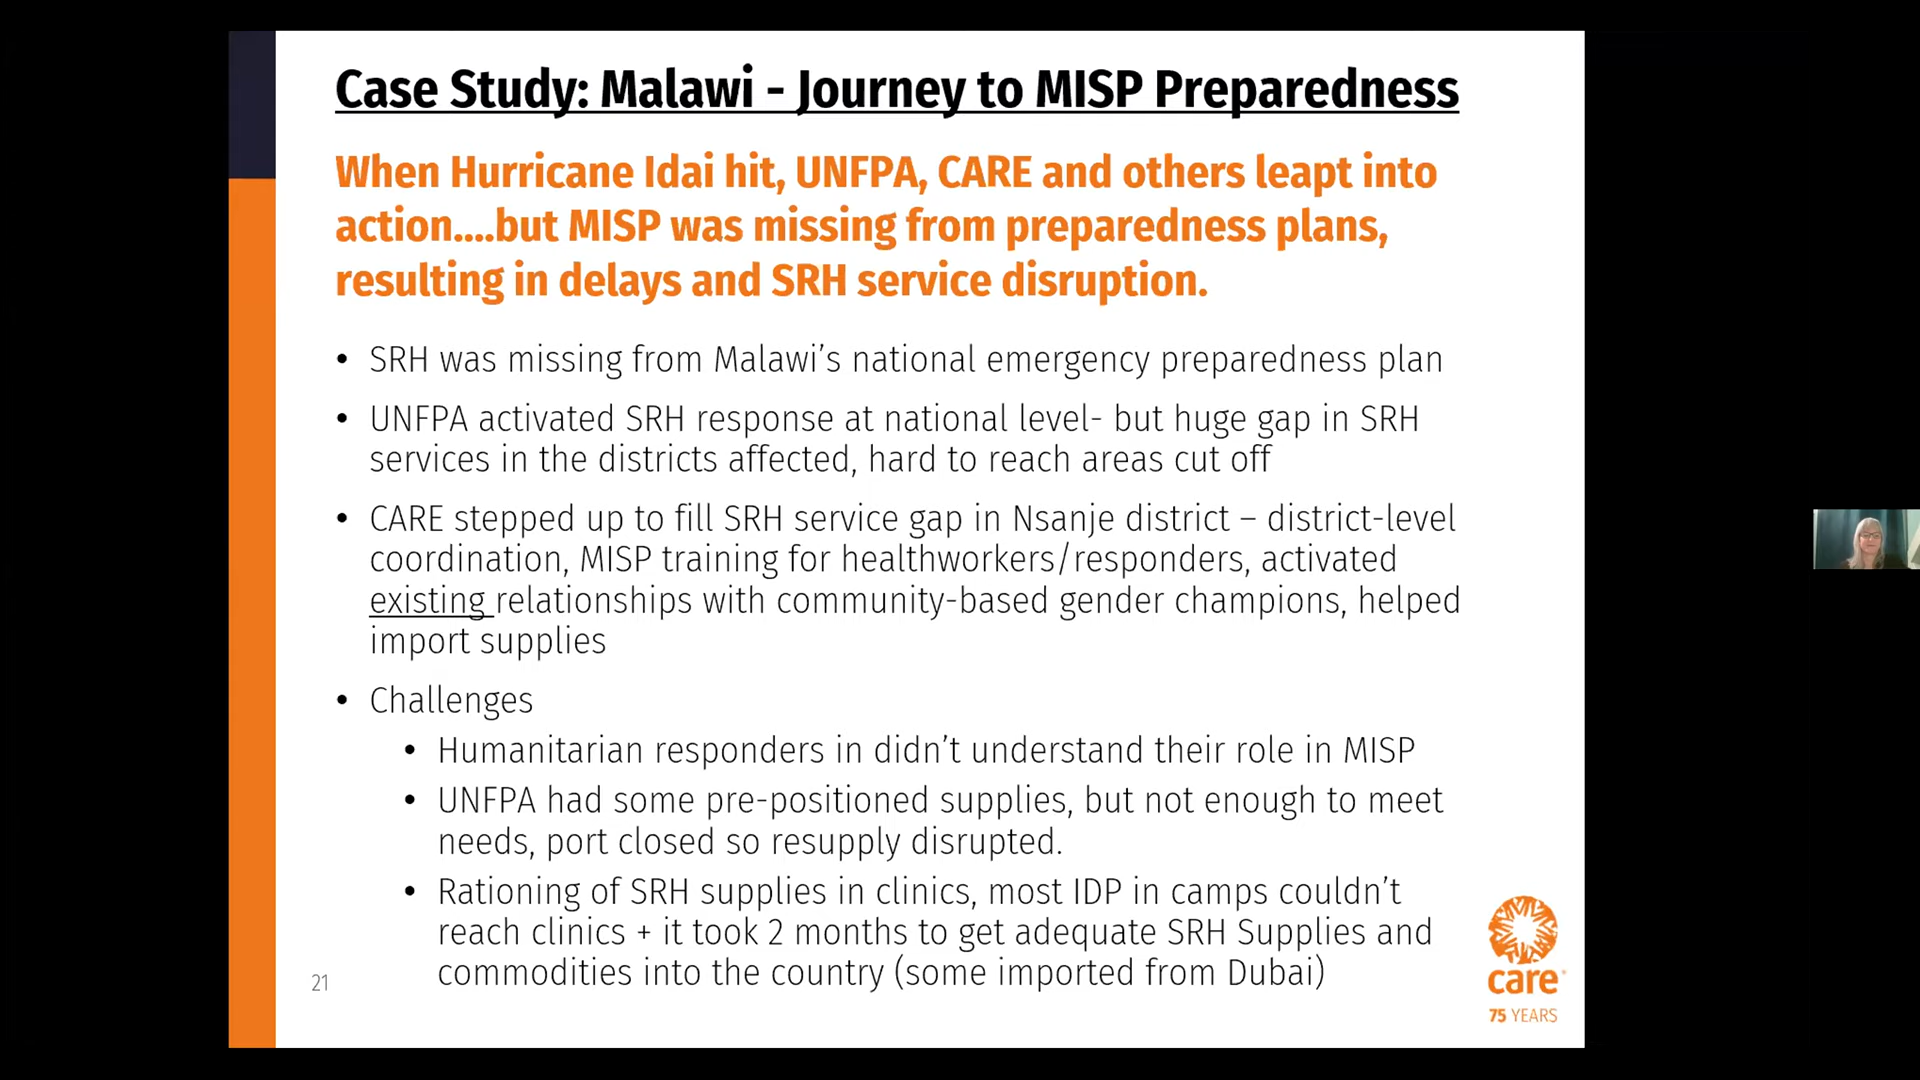 Case Study: Malawi - Journey to MISP Preparedness
When Hurricane Idai hit, UNFPA, CARE and others leapt into
action....but MISP was missing from preparedness plans,
resulting in delays and SRH service disruption.
• SRH was missing from Malawi’s national emergency preparedness plan
• UNFPA activated SRH response at national level- but huge gap in SRH
services in the districts affected, hard to reach areas cut off
• CARE stepped up to fill SRH service gap in Nsanje district – district-level
coordination, MISP training for healthworkers/responders, activated
existing relationships with community-based gender champions, helped
import supplies
• Challenges
• Humanitarian responders in didn’t understand their role in MISP
• UNFPA had some pre-positioned supplies, but not enough to meet
needs, port closed so resupply disrupted.
• Rationing of SRH supplies in clinics, most IDP in camps couldn’t
reach clinics + it took 2 months to get adequate SRH Supplies and
commodities into the country (some imported from Dubai)
21
care
75 YEARS